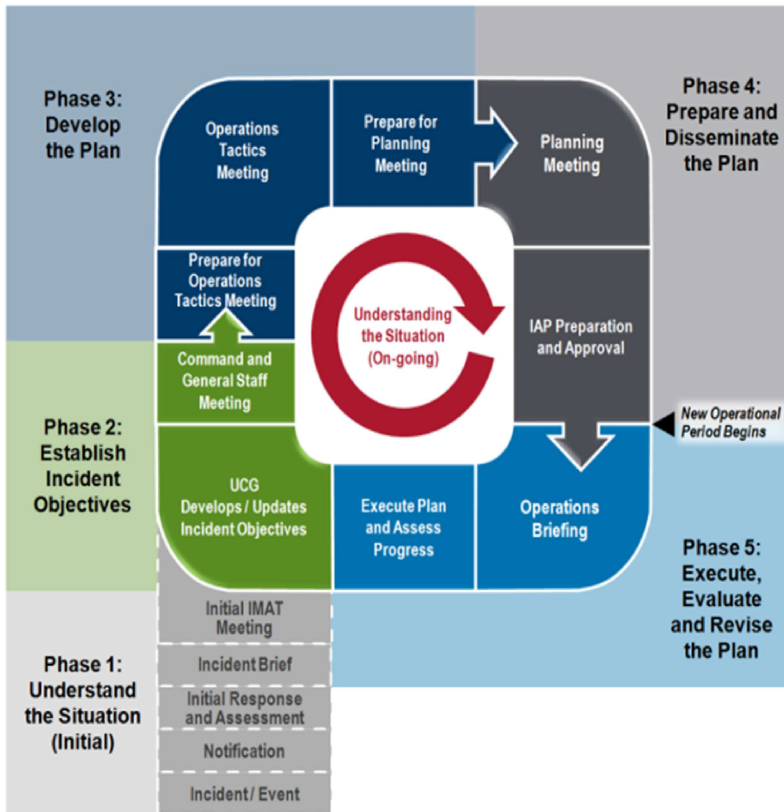 Phase 3:
Develop
the Plan
Operations
Tactics
Meeting
Prepare for
Planning
Meeting
Planning
Meeting
Phase 4:
Prepare and
Disseminate
the Plan
Prepare for
Operations
Tactics Meeting
Understanding
the Situation
(On-going)
IAP Preparation
and Approval
Command and
General Staff
Meeting
Phase 2:
Establish
Incident
Objectives
New Operational
Period Begins
UCG
Develops / Updates
Incident Objectives
Execute Plan
and Assess
Progress
Operations
Briefing
Phase 5:
Execute,
Evaluate
and Revise
the Plan
Phase 1:
Understand
the Situation
(Initial)
Initial IMAT
Meeting
Incident Brief
Initial Response
and Assessment
Notification
Incident / Event